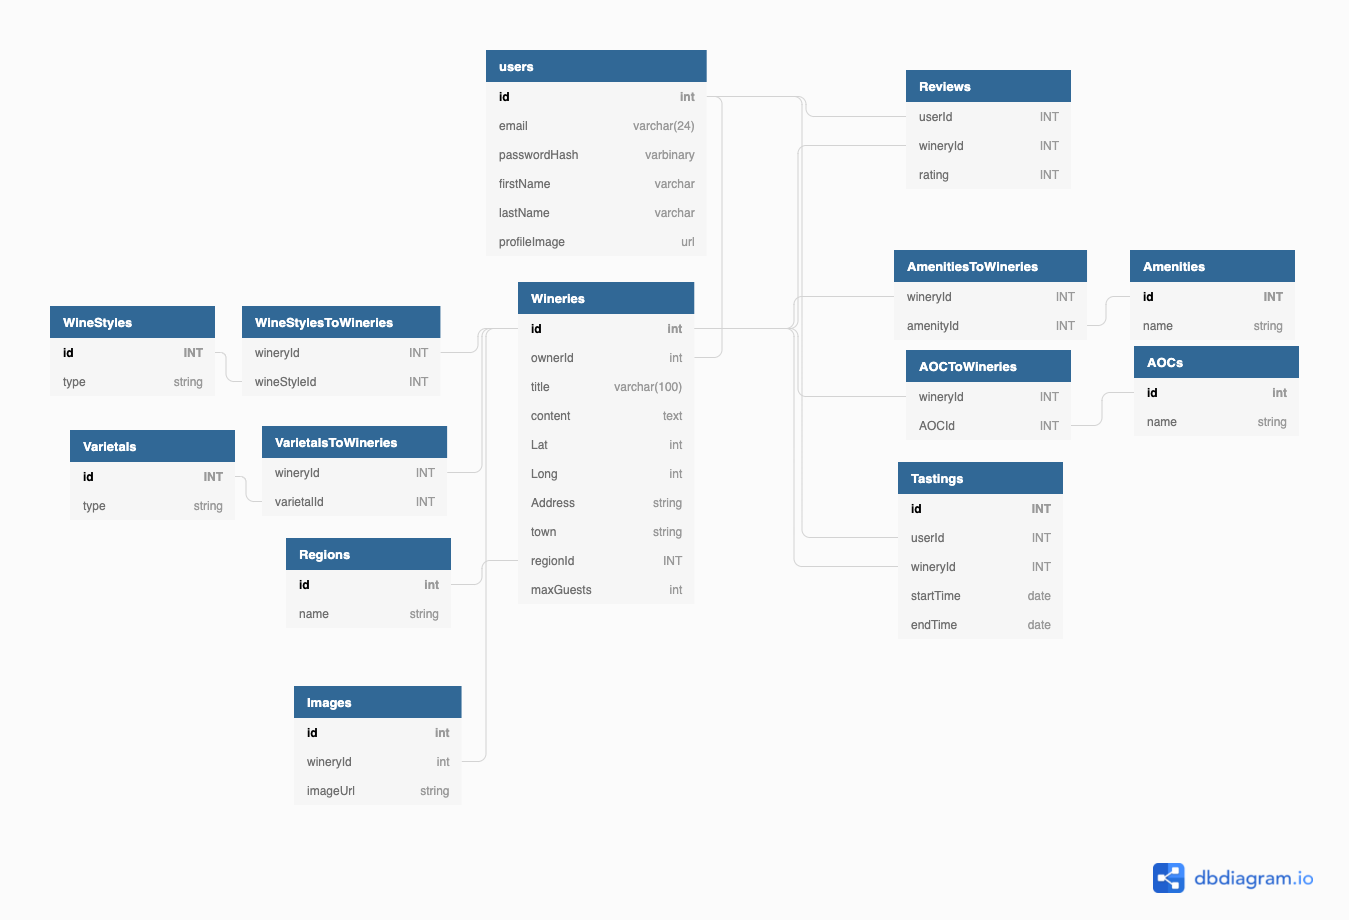 users
id int
email varchar(24)
passwordHash varbinary
firstName varchar
lastName varchar
profileImage url
Reviews
userId INT
wineryId INT
rating INT
AmenitiesToWineries
wineryId INT
amenityId INT
Amenities
id INT
name string
Wineries
id int
ownerId int
title varchar(100)
content text
Lat int
Long int
Address string
town string
regionId INT
maxGuests int
WineStyles
id INT
type string
WineStylesToWineries
wineryId INT
wineStyleId INT
AOCToWineries
wineryId INT
AOCId INT
AOCs
id int
name string
Varietals
id INT
type string
VarietalsToWineries
wineryId INT
varietalId INT
Tastings
id INT
userId INT
wineryId INT
startTime date
endTime date
Regions
id int
name string
Images
id int
wineryId int
imageUrl string
dbdiagram.io